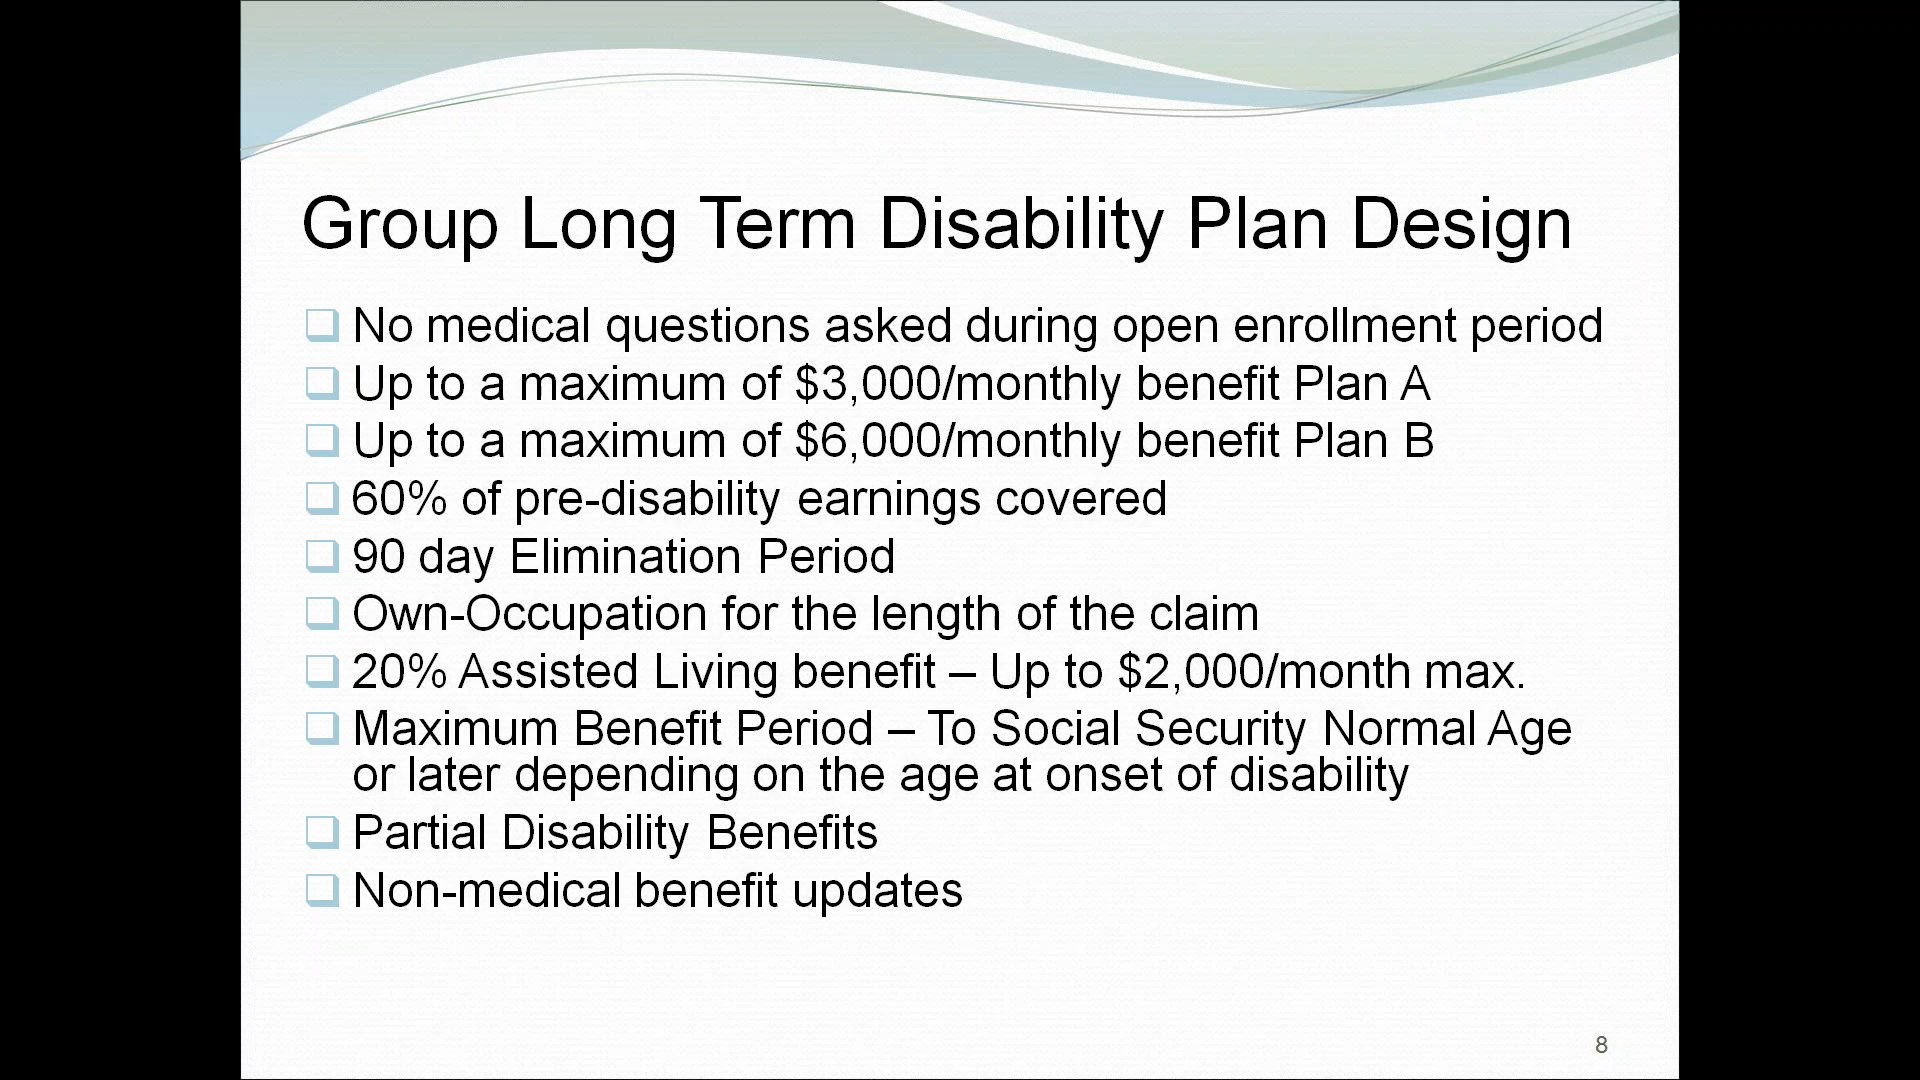 Group Long Term Disability Plan Design
No medical questions asked during open enrollment period
Up to a maximum of $3,000/monthly benefit Plan A
Up to a maximum of $6,000/monthly benefit Plan B
60% of pre-disability earnings covered
90 day Elimination Period
Own-Occupation for the length of the claim
20% Assisted Living benefit – Up to $2,000/month max.
Maximum Benefit Period – To Social Security Normal Age
or later depending on the age at onset of disability
Partial Disability Benefits
Non-medical benefit updates
8